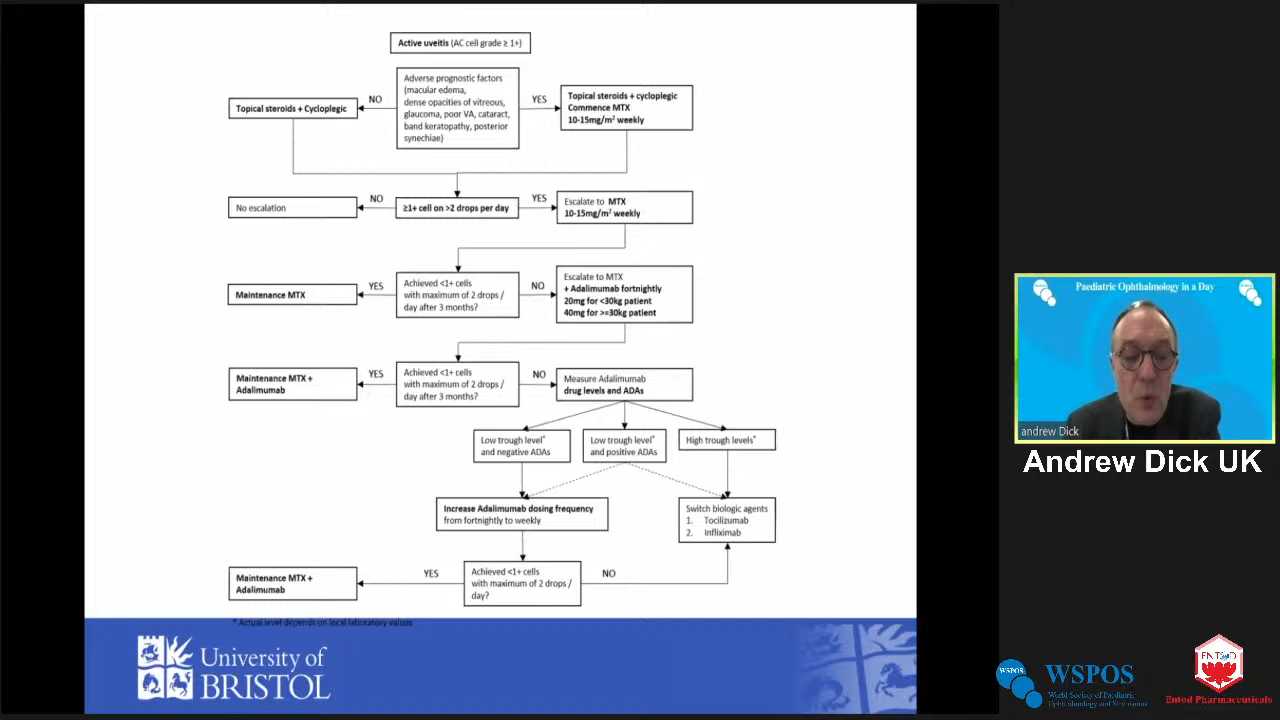 Active uveitis (AC cell grade ≥ 1+)
Adverse prognostic factors
(macular edema,
dense opacities of vitreous,
glaucoma, poor VA, cataract,
band keratopathy, posterior
synechiae)
NO
YES
Topical steroids + Cycloplegic
Topical steroids + cycloplegic
Commence MTX
10-15mg/m² weekly
No escalation
NO
≥1+ cell on >2 drops per day
YES
Escalate to MTX
10-15mg/m² weekly
Maintenance MTX
YES
Achieved <1+ cells
with maximum of 2 drops /
day after 3 months?
NO
Escalate to MTX
+ Adalimumab fortnightly
20mg for <30kg patient
40mg for >=30kg patient
Maintenance MTX +
Adalimumab
YES
Achieved <1+ cells
with maximum of 2 drops /
day after 3 months?
NO
Measure Adalimumab
drug levels and ADAs
Low trough level*
and negative ADAs
Low trough level*
and positive ADAs
High trough levels*
Increase Adalimumab dosing frequency
from fortnightly to weekly
Switch biologic agents
1. Tocilizumab
2. Infliximab
Maintenance MTX +
Adalimumab
YES
Achieved <1+ cells
with maximum of 2 drops /
day?
NO
* Actual level depends on local laboratory values
University of
BRISTOL
Paediatric Ophthalmology in a Day
andrew Dick
Andrew Dick UK
WSPOS
WSPOS
World Society of Paediatric
Ophthalmology and Strabismus
ENTOD
Entod Pharmaceuticals